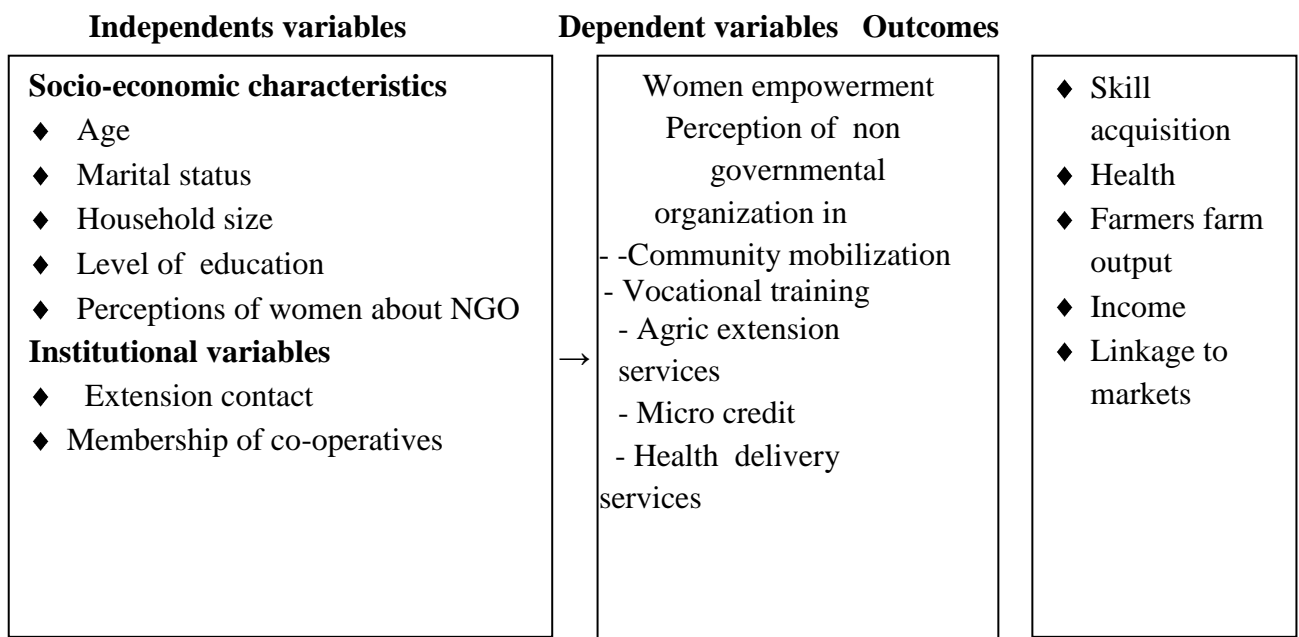 Independents variables
Dependent variables Outcomes
Socio-economic characteristics
♦ Age
♦ Marital status
♦ Household size
♦ Level of education
♦ Perceptions of women about NGO
Institutional variables
♦ Extension contact
♦ Membership of co-operatives
→
Women empowerment
Perception of non
governmental
organization in
- -Community mobilization
- Vocational training
- Agric extension
services
- Micro credit
- Health delivery
services
♦ Skill
acquisition
♦ Health
♦ Farmers farm
output
♦ Income
♦ Linkage to
markets